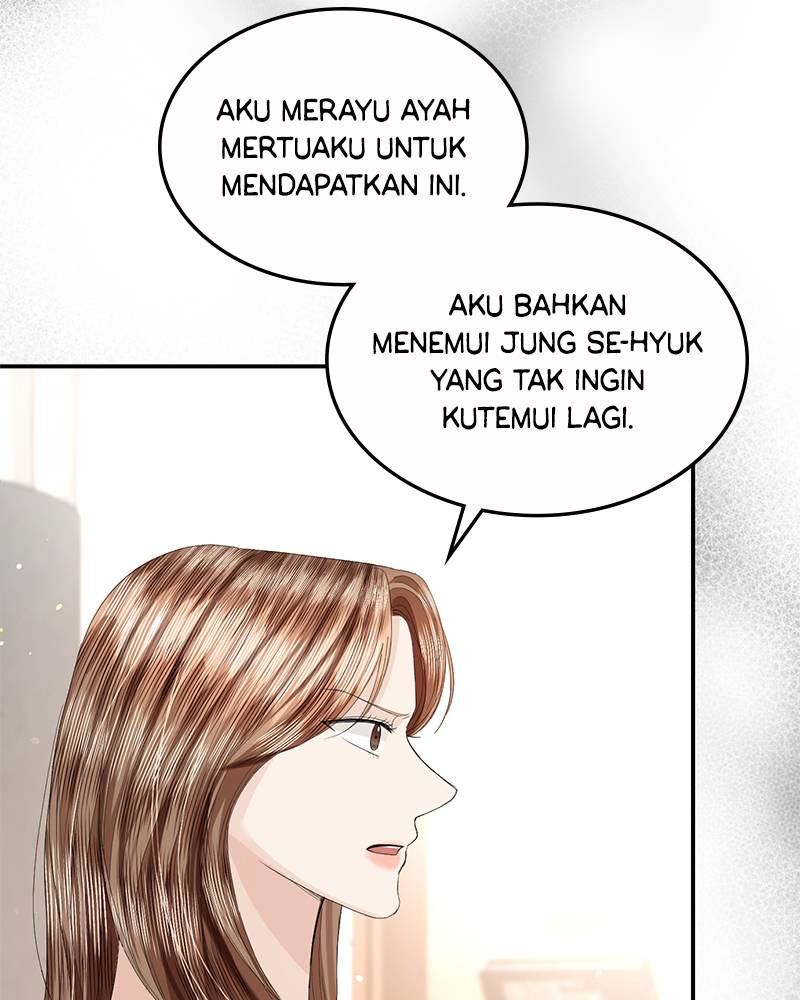 AKU MERAYU AYAH
MERTUAKU UNTUK
MENDAPATKAN INI.
AKU BAHKAN
MENEMUI JUNG SE-HYUK
YANG TAK INGIN
KUTEMUI LAGI.